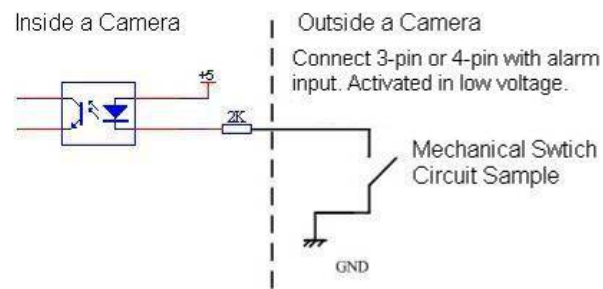 Inside a Camera
Outside a Camera
Connect 3-pin or 4-pin with alarm
input. Activated in low voltage.
+5
2K
Mechanical Swtich
Circuit Sample
GND